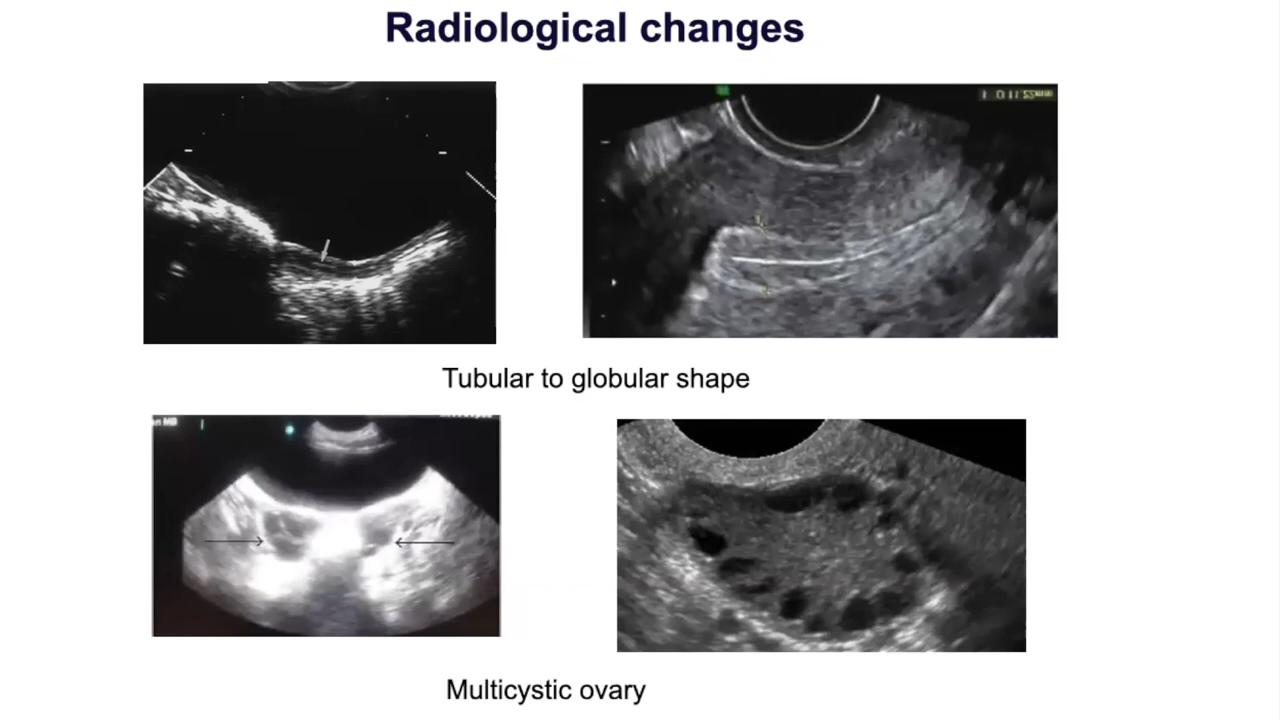 Radiological changes
Tubular to globular shape
Multicystic ovary